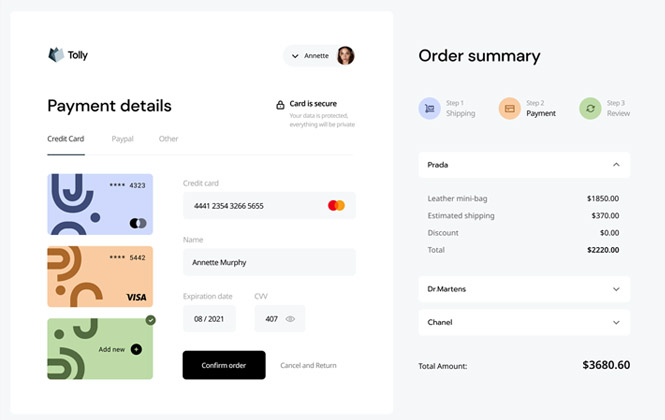 Tolly
Annette
Payment details
Card is secure
Your data is protected,
everything will be private
Credit Card
Paypal
Other
**** 4323
**** 5442
VISA
Add new
Credit card
4441 2354 3266 5655
Name
Annette Murphy
Expiration date
CVV
08 / 2021
407
Confirm order
Cancel and Return
Order summary
Step 1
Shipping
Step 2
Payment
Step 3
Review
Prada
Leather mini-bag $1850.00
Estimated shipping $370.00
Discount $0.00
Total $2220.00
Dr.Martens
Chanel
Total Amount: $3680.60